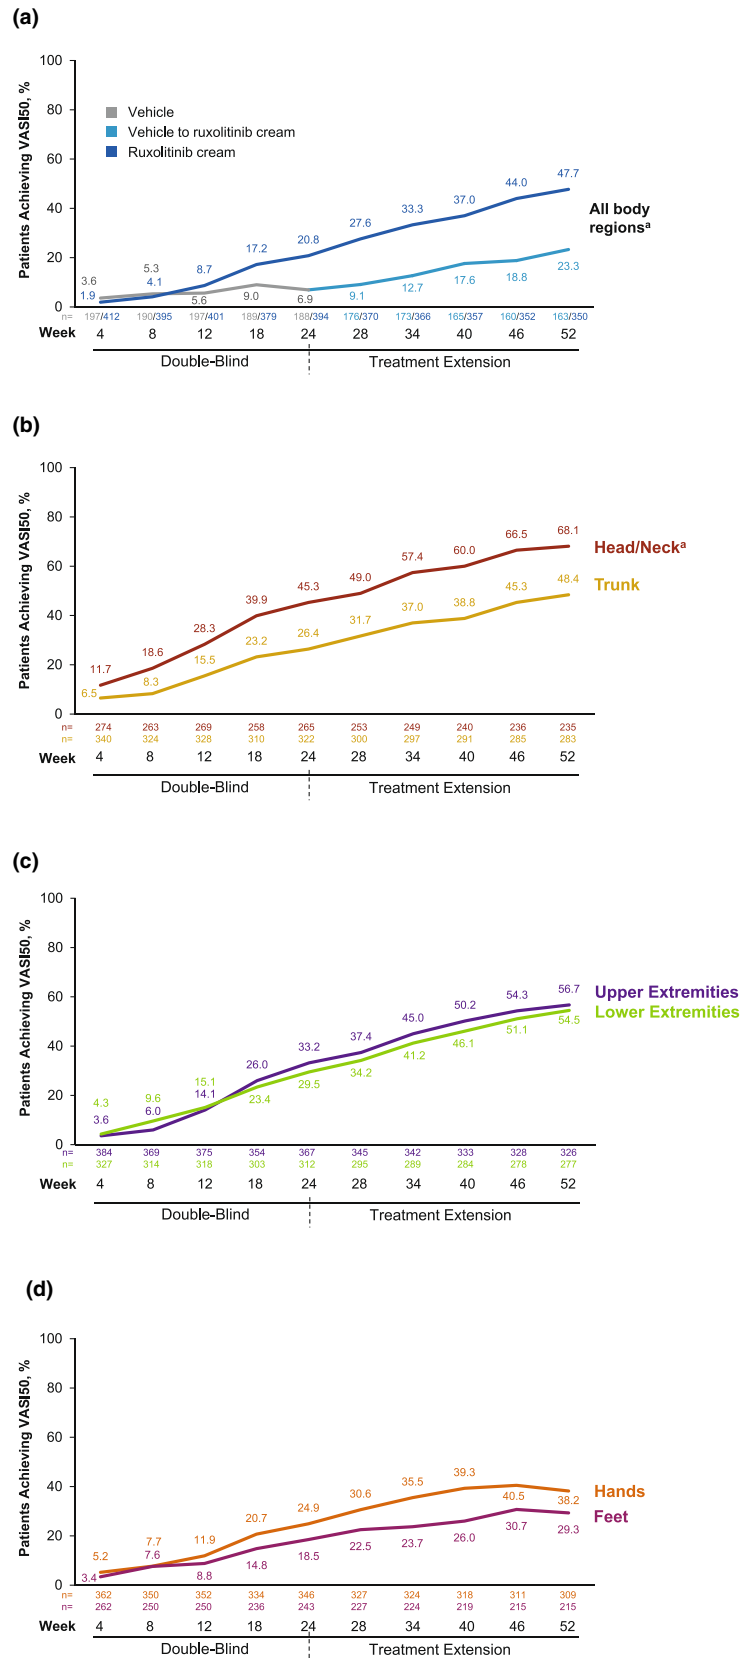 (a)
Patients Achieving VASI50, %
100
80
60
40
20
0
Vehicle
Vehicle to ruxolitinib cream
Ruxolitinib cream
3.6 5.3 5.6 9.0 6.9
9.1 12.7 17.6 18.8 23.3
1.9 4.1 8.7 17.2 20.8 27.6 33.3 37.0 44.0 47.7
All body
regionsa
n= 197/412 190/395 197/401 189/379 188/394 176/370 173/366 165/357 160/352 163/350
Week 4 8 12 18 24 28 34 40 46 52
Double-Blind Treatment Extension
(b)
Patients Achieving VASI50, %
100
80
60
40
20
0
11.7 18.6 28.3 39.9 45.3 49.0 57.4 60.0 66.5 68.1
Head/Necka
6.5 8.3 15.5 23.2 26.4 31.7 37.0 38.8 45.3 48.4
Trunk
n= 274 263 269 258 265 253 249 240 236 235
n= 340 324 328 310 322 300 297 291 285 283
Week 4 8 12 18 24 28 34 40 46 52
Double-Blind Treatment Extension
(c)
Patients Achieving VASI50, %
100
80
60
40
20
0
3.6 6.0 14.1 26.0 33.2 37.4 45.0 50.2 54.3 56.7
Upper Extremities
4.3 9.6 15.1 23.4 29.5 34.2 41.2 46.1 51.1 54.5
Lower Extremities
n= 384 369 375 354 367 345 342 333 328 326
n= 327 314 318 303 312 295 289 284 278 277
Week 4 8 12 18 24 28 34 40 46 52
Double-Blind Treatment Extension
(d)
Patients Achieving VASI50, %
100
80
60
40
20
0
5.2 7.7 11.9 20.7 24.9 30.6 35.5 39.3 40.5 38.2
Hands
3.4 7.6 8.8 14.8 18.5 22.5 23.7 26.0 30.7 29.3
Feet
n= 362 350 352 334 346 327 324 318 311 309
n= 262 250 250 236 243 227 224 219 215 215
Week 4 8 12 18 24 28 34 40 46 52
Double-Blind Treatment Extension